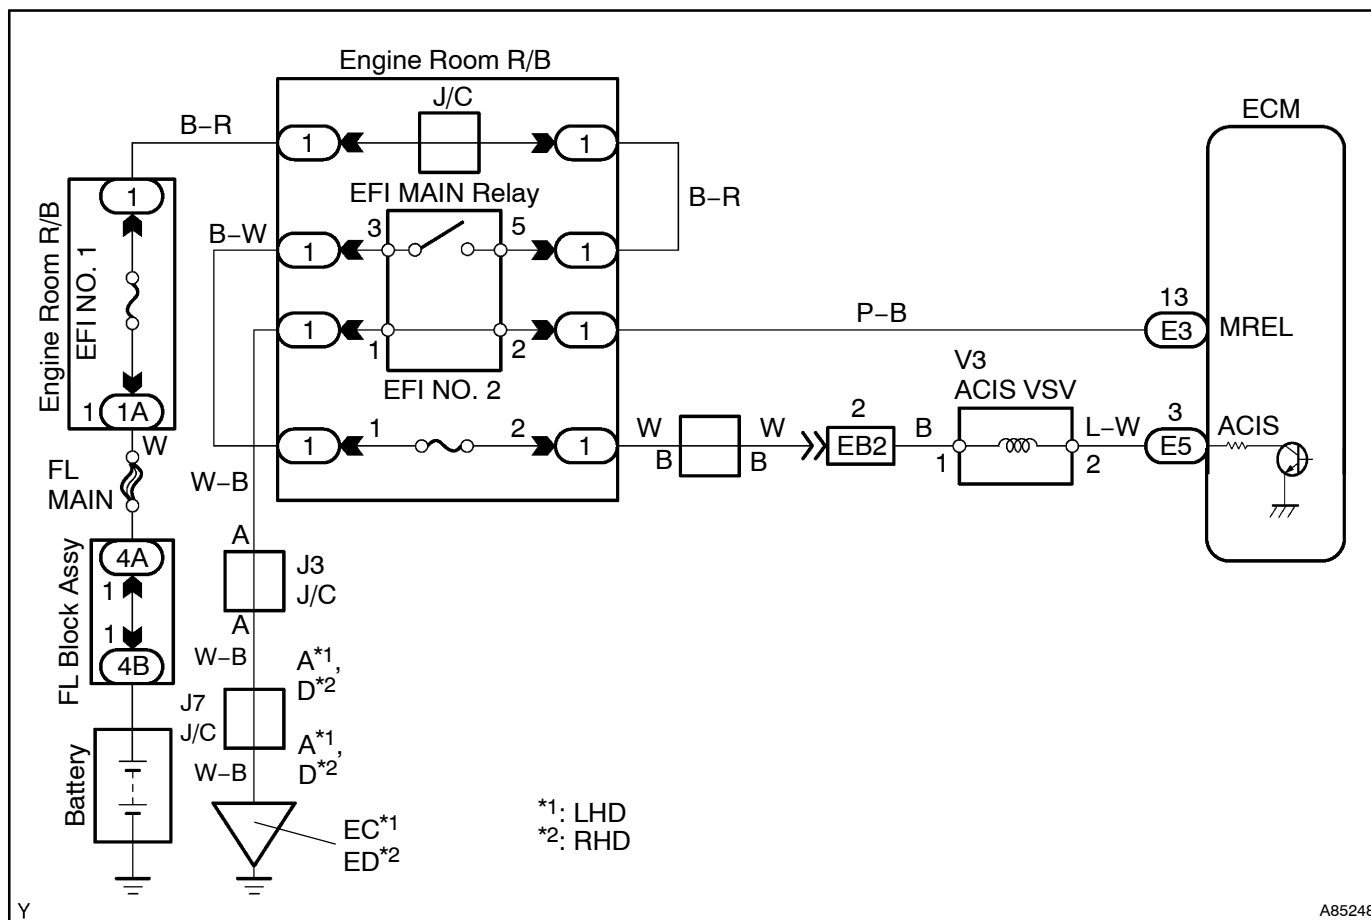 Engine Room R/B
J/C
ECM
B–R
1
1
1
EFI MAIN Relay
B–R
Engine Room R/B
EFI NO. 1
B–W
1
3
5
1
P–B
13
E3
MREL
1
1
2
1
EFI NO. 2
V3
ACIS VSV
1
1A
W
FL
MAIN
1
1
2
1
W
B
W
B
2
EB2
B
1
2
L–W
3
E5
ACIS
W–B
A
J3
J/C
A
FL Block Assy
4A
1
1
4B
W–B
A*1,
D*2
J7
J/C
A*1,
D*2
W–B
Battery
EC*1
ED*2
*1: LHD
*2: RHD
Y
A85248